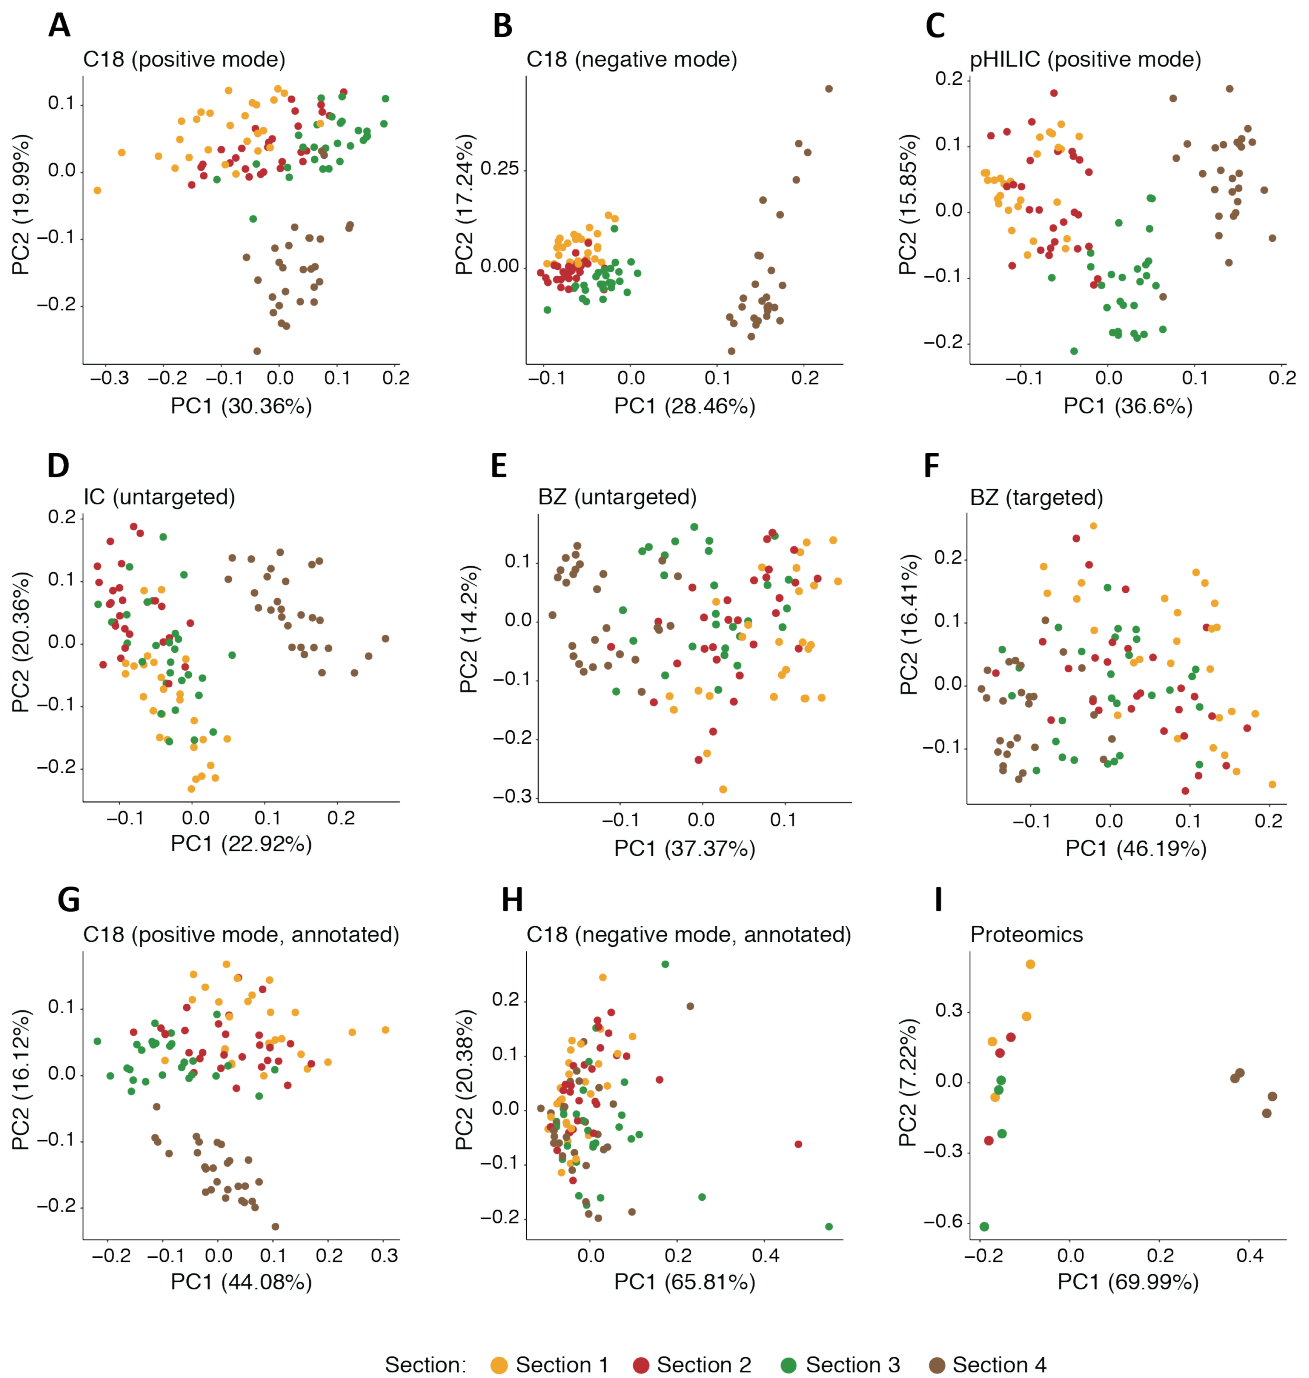 A
C18 (positive mode)
PC2 (19.99%)
0.1
0.0
−0.1
−0.2
−0.3 −0.2 −0.1 0.0 0.1 0.2
PC1 (30.36%)
B
C18 (negative mode)
PC2 (17.24%)
0.25
0.00
−0.1 0.0 0.1 0.2
PC1 (28.46%)
C
pHILIC (positive mode)
PC2 (15.85%)
0.2
0.1
0.0
−0.1
−0.2
−0.1 0.0 0.1 0.2
PC1 (36.6%)
D
IC (untargeted)
PC2 (20.36%)
0.2
0.1
0.0
−0.1
−0.2
−0.1 0.0 0.1 0.2
PC1 (22.92%)
E
BZ (untargeted)
PC2 (14.2%)
0.1
0.0
−0.1
−0.2
−0.3
−0.1 0.0 0.1
PC1 (37.37%)
F
BZ (targeted)
PC2 (16.41%)
0.2
0.1
0.0
−0.1
−0.1 0.0 0.1 0.2
PC1 (46.19%)
G
C18 (positive mode, annotated)
PC2 (16.12%)
0.1
0.0
−0.1
−0.2
−0.2 −0.1 0.0 0.1 0.2 0.3
PC1 (44.08%)
H
C18 (negative mode, annotated)
PC2 (20.38%)
0.2
0.1
0.0
−0.1
−0.2
0.0 0.2 0.4
PC1 (65.81%)
I
Proteomics
PC2 (7.22%)
0.3
0.0
−0.3
−0.6
−0.2 0.0 0.2 0.4
PC1 (69.99%)
Section: Section 1 Section 2 Section 3 Section 4